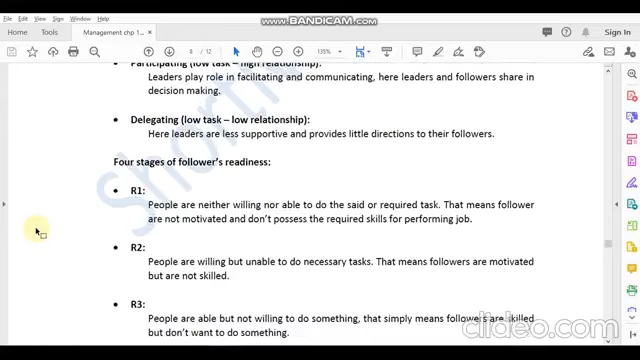 www.BANDICAM.com
File Edit View Sign Window Help
Home Tools Management chp 1... ×
8 / 12 135%
Participating (low task – high relationship):
Leaders play role in facilitating and communicating, here leaders and followers share in
decision making.
• Delegating (low task – low relationship):
Here leaders are less supportive and provides little directions to their followers.
Four stages of follower's readiness:
• R1:
People are neither willing nor able to do the said or required task. That means follower
are not motivated and don't possess the required skills for performing job.
• R2:
People are willing but unable to do necessary tasks. That means followers are motivated
but are not skilled.
• R3:
People are able but not willing to do something, that simply means followers are skilled
but don't want to do something.
clideo.com